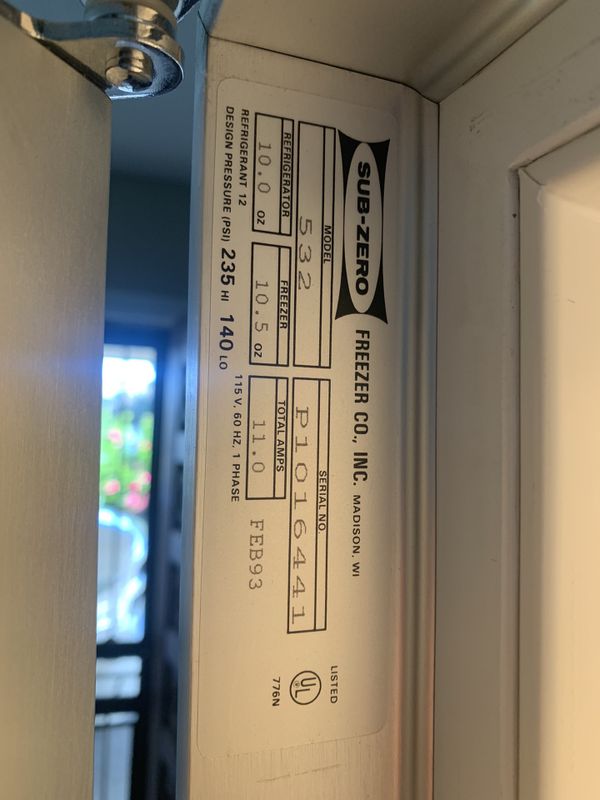 SUB-ZERO FREEZER CO., INC. MADISON, WI
MODEL SERIAL NO.
532 P1016441
REFRIGERATOR FREEZER TOTAL AMPS
10.0 OZ 10.5 OZ 11.0 FEB93
REFRIGERANT 12 115 V, 60 HZ, 1 PHASE
DESIGN PRESSURE (PSI) 235 HI 140 LO
LISTED
UL
776N